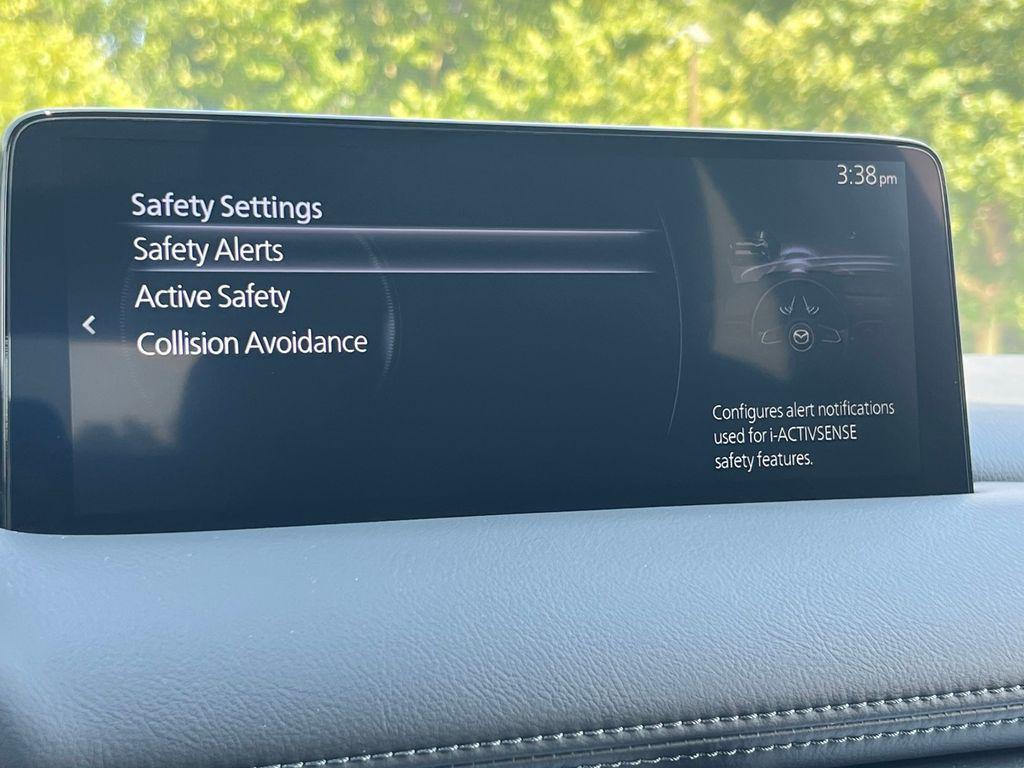 3:38 pm
Safety Settings
Safety Alerts
Active Safety
Collision Avoidance
Configures alert notifications
used for i-ACTIVSENSE
safety features.